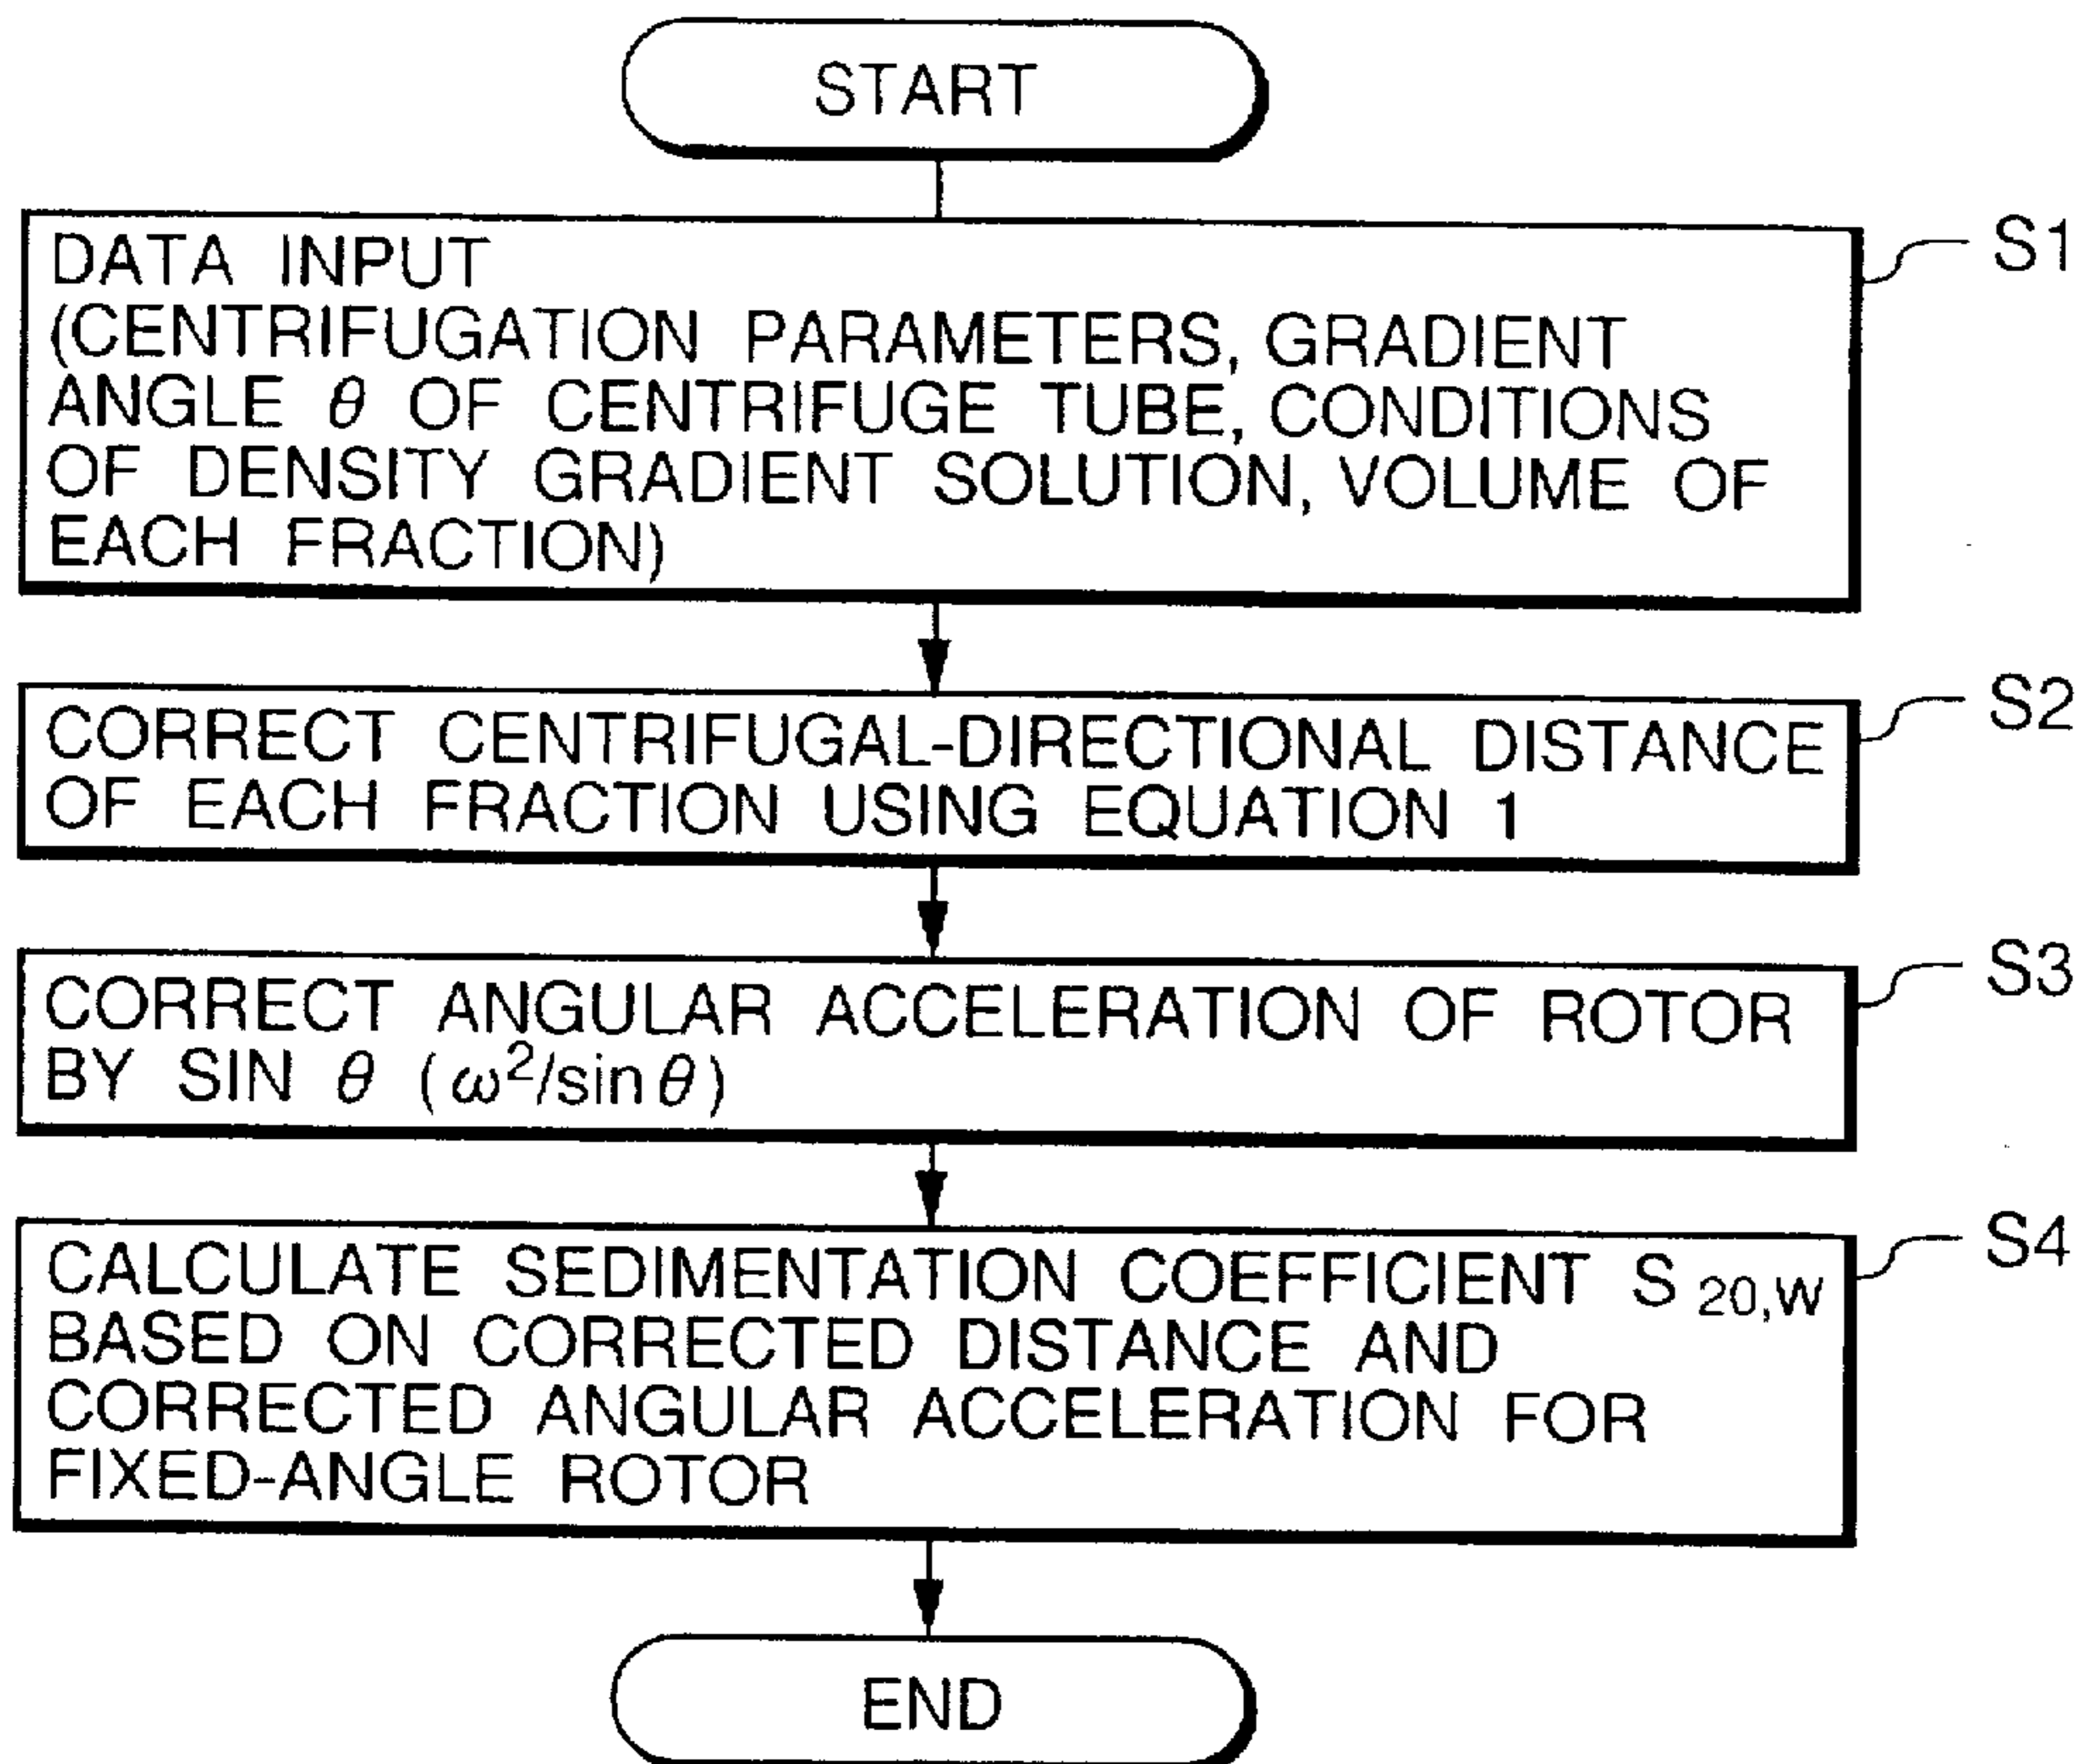 START
DATA INPUT
(CENTRIFUGATION PARAMETERS, GRADIENT
ANGLE θ OF CENTRIFUGE TUBE, CONDITIONS
OF DENSITY GRADIENT SOLUTION, VOLUME OF
EACH FRACTION)
S1
CORRECT CENTRIFUGAL-DIRECTIONAL DISTANCE
OF EACH FRACTION USING EQUATION 1
S2
CORRECT ANGULAR ACCELERATION OF ROTOR
BY SIN θ (ω²/sin θ)
S3
CALCULATE SEDIMENTATION COEFFICIENT S 20,W
BASED ON CORRECTED DISTANCE AND
CORRECTED ANGULAR ACCELERATION FOR
FIXED-ANGLE ROTOR
S4
END